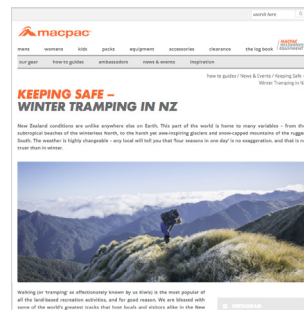 search here
macpac
mens womens kids packs equipment accessories clearance the log book MACPAC RECOVERED EQUIPMENT
our gear how to guides ambassadors news & events inspiration
how to guides / News & Events / Keeping Safe –
Winter Tramping in N
KEEPING SAFE –
WINTER TRAMPING IN NZ
New Zealand conditions are unlike anywhere else on Earth. This part of the world is home to many variables – from the
subtropical beaches of the winterless North, to the harsh yet awe-inspiring glaciers and snow-capped mountains of the rugge
South. The weather is highly changeable – any local will tell you that 'four seasons in one day' is no exaggeration, and that is no
truer than in winter.
Walking (or 'tramping' as affectionately known by us kiwis) is the most popular of
all the land-based recreation activities, and for good reason. We are blessed with
some of the world's greatest tracks that host locals and visitors alike in the New